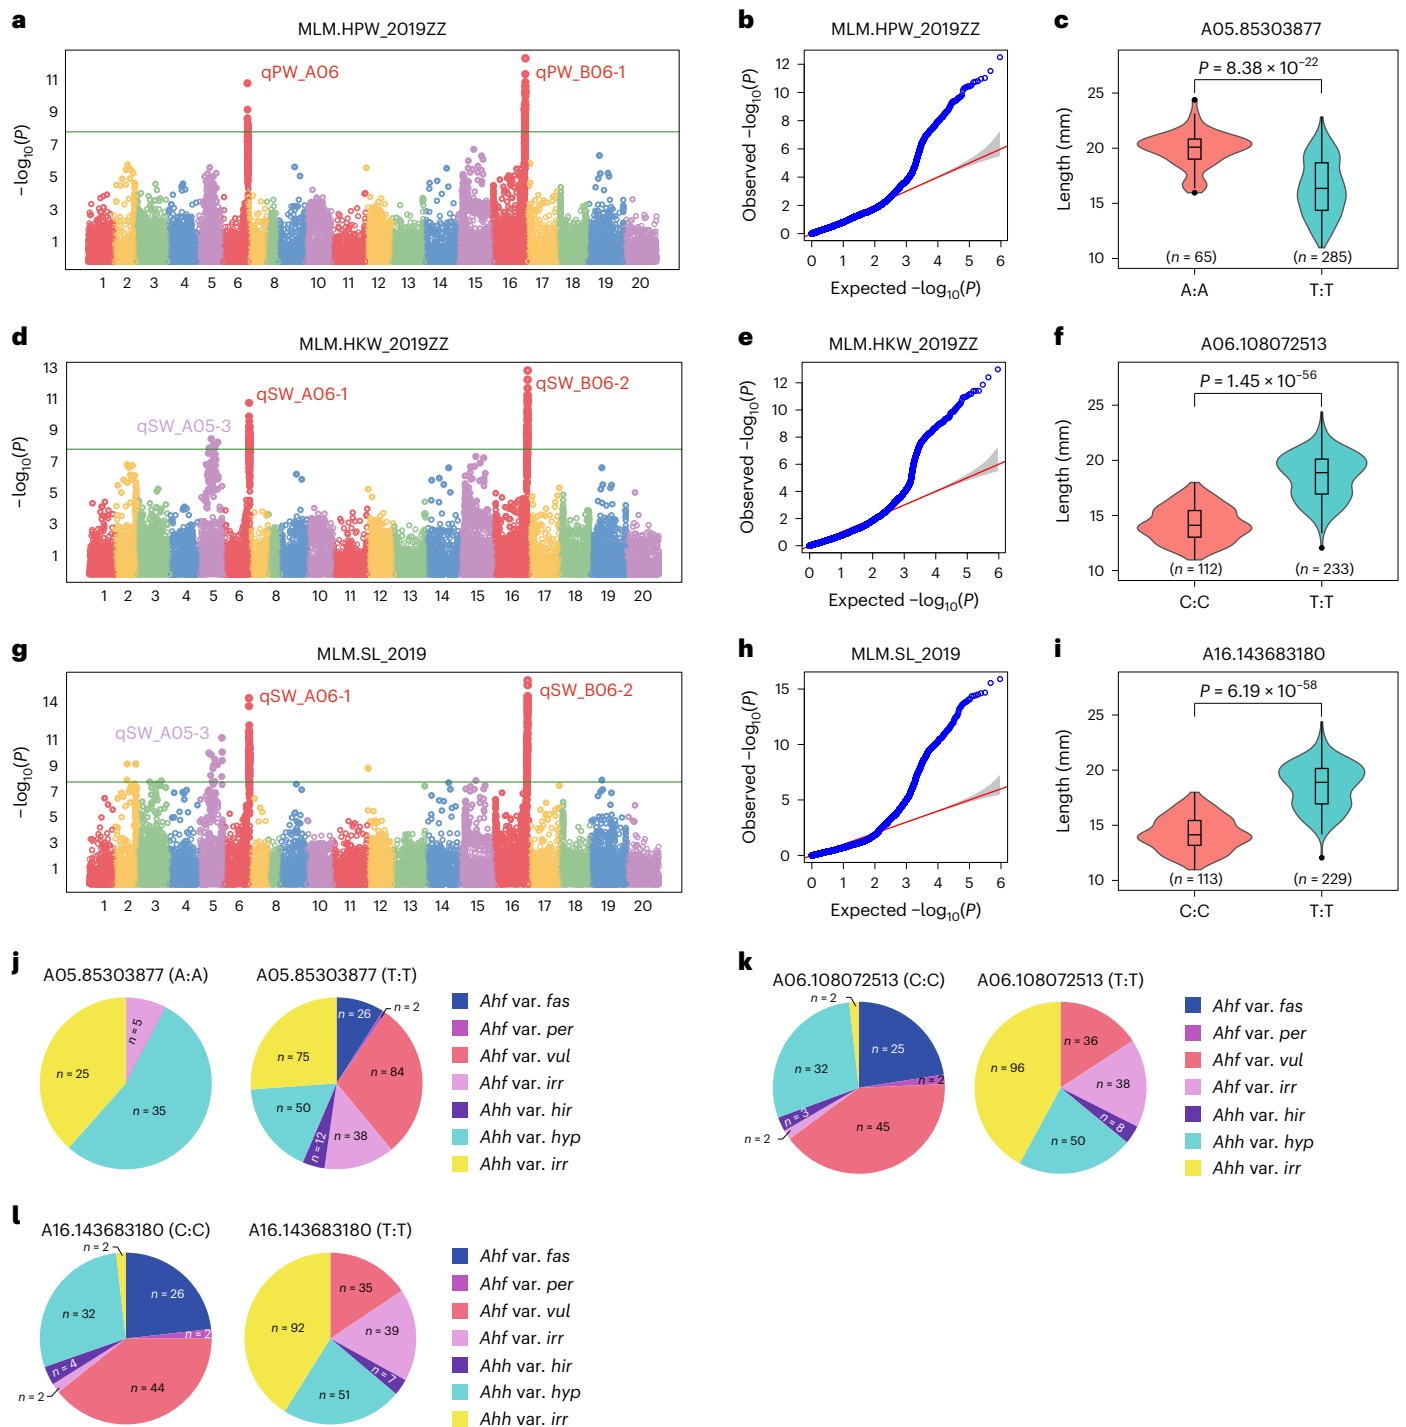 a
MLM.HPW_2019ZZ
qPW_A06
qPW_B06-1
11
9
7
5
3
1
−log10(P)
1 2 3 4 5 6 8 10 11 13 14 15 16 17 18 19 20
b
MLM.HPW_2019ZZ
12
10
8
6
4
2
0
Observed −log10(P)
0 1 2 3 4 5 6
Expected −log10(P)
c
A05.85303877
P = 8.38 × 10−22
25
20
15
10
Length (mm)
(n = 65) (n = 285)
A:A T:T
d
MLM.HKW_2019ZZ
qSW_A06-1
qSW_B06-2
qSW_A05-3
13
11
9
7
5
3
1
−log10(P)
1 2 3 4 5 6 8 10 11 13 14 15 16 17 18 19 20
e
MLM.HKW_2019ZZ
12
10
8
6
4
2
0
Observed −log10(P)
0 1 2 3 4 5 6
Expected −log10(P)
f
A06.108072513
P = 1.45 × 10−56
25
20
15
10
Length (mm)
(n = 112) (n = 233)
C:C T:T
g
MLM.SL_2019
qSW_A06-1
qSW_B06-2
qSW_A05-3
14
11
9
7
5
3
1
−log10(P)
1 2 3 4 5 6 8 10 11 13 14 15 16 17 18 19 20
h
MLM.SL_2019
15
10
5
0
Observed −log10(P)
0 1 2 3 4 5 6
Expected −log10(P)
i
A16.143683180
P = 6.19 × 10−58
25
20
15
10
Length (mm)
(n = 113) (n = 229)
C:C T:T
j
A05.85303877 (A:A)
n = 5
n = 25
n = 35
A05.85303877 (T:T)
n = 26
n = 2
n = 75
n = 84
n = 50
n = 12
n = 38
Ahf var. fas
Ahf var. per
Ahf var. vul
Ahf var. irr
Ahh var. hir
Ahh var. hyp
Ahh var. irr
k
A06.108072513 (C:C)
n = 2
n = 25
n = 32
n = 2
n = 3
n = 2
n = 45
A06.108072513 (T:T)
n = 36
n = 96
n = 38
n = 8
n = 50
Ahf var. fas
Ahf var. per
Ahf var. vul
Ahf var. irr
Ahh var. hir
Ahh var. hyp
Ahh var. irr
l
A16.143683180 (C:C)
n = 2
n = 26
n = 32
n = 2
n = 4
n = 2
n = 44
A16.143683180 (T:T)
n = 35
n = 92
n = 39
n = 7
n = 51
Ahf var. fas
Ahf var. per
Ahf var. vul
Ahf var. irr
Ahh var. hir
Ahh var. hyp
Ahh var. irr